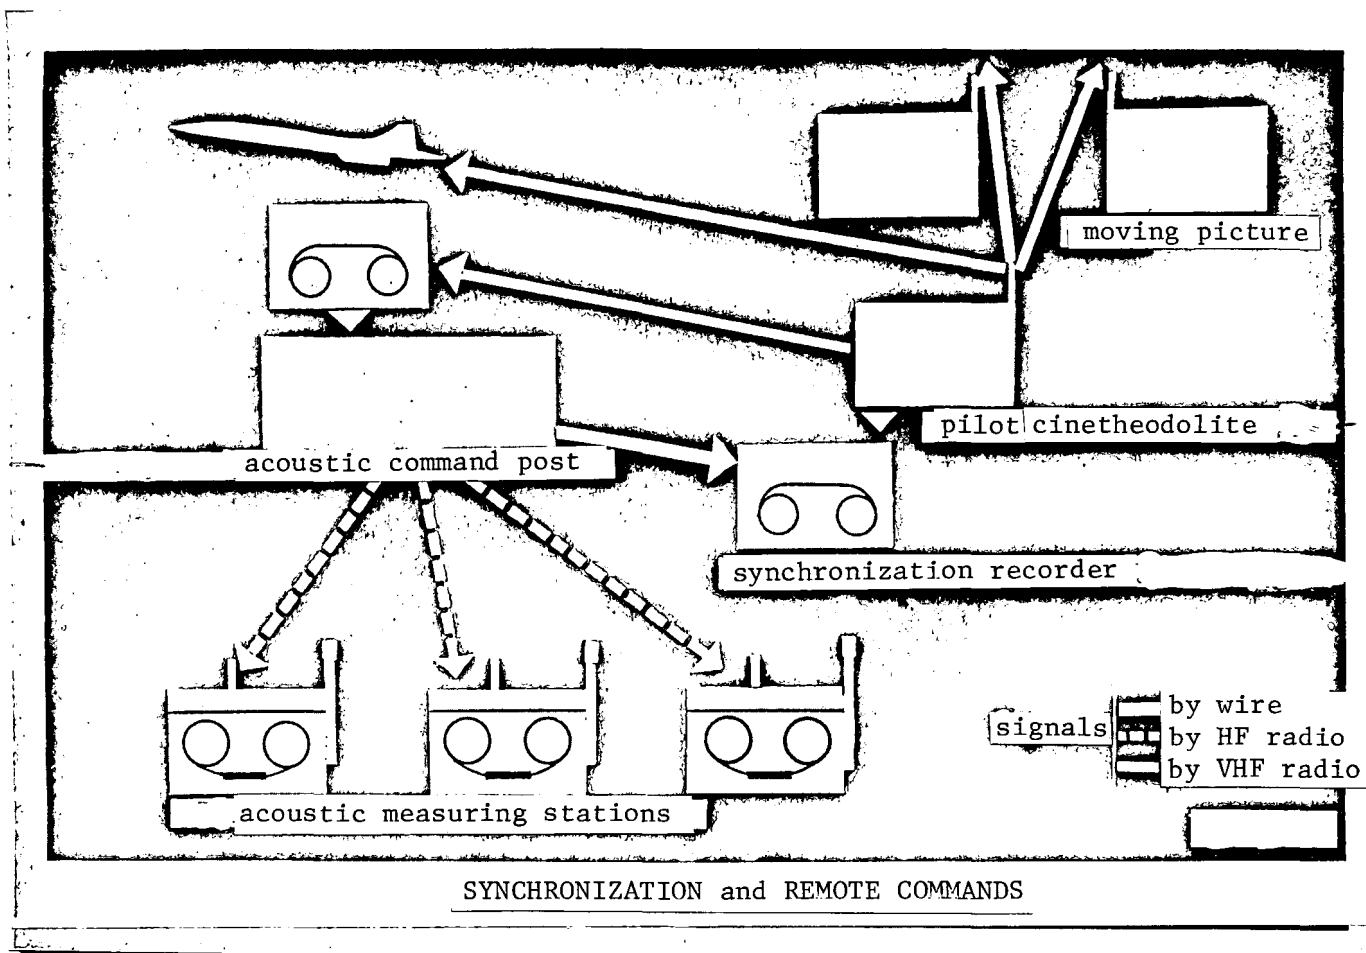 moving picture
pilot cinetheodolite
acoustic command post
synchronization recorder
signals
by wire
by HF radio
by VHF radio
acoustic measuring stations
SYNCHRONIZATION and REMOTE COMMANDS